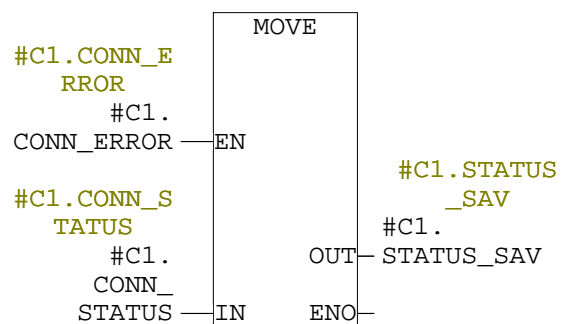 MOVE
#C1.CONN_E
RROR
#C1.
CONN_ERROR
EN
#C1.CONN_S
TATUS
#C1.
CONN_
STATUS
IN
#C1.STATUS
_SAV
#C1.
OUT
STATUS_SAV
ENO